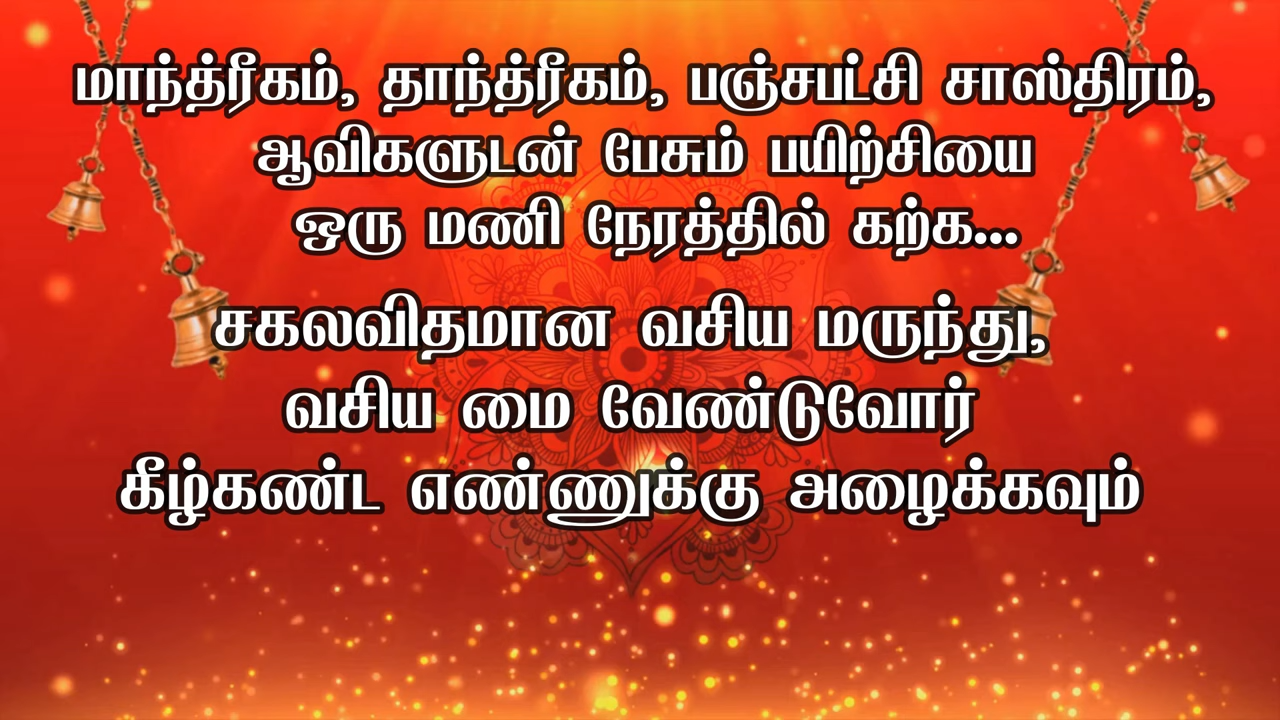 மாந்த்ரீகம், தாந்த்ரீகம், பஞ்சபட்சி சாஸ்திரம்,
ஆவிகளுடன் பேசும் பயிற்சியை
ஒரு மணி நேரத்தில் கற்க...
சகலவிதமான வசிய மருந்து,
வசிய மை வேண்டுவோர்
கீழ்கண்ட எண்ணுக்கு அழைக்கவும்